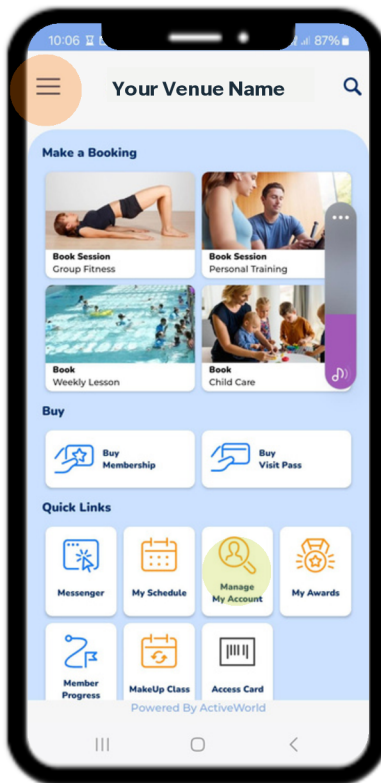 10:06
87%
Your Venue Name
Make a Booking
Book Session
Group Fitness
Book Session
Personal Training
Book
Weekly Lesson
Book
Child Care
Buy
Buy
Membership
Buy
Visit Pass
Quick Links
Messenger
My Schedule
Manage
My Account
My Awards
Member
Progress
MakeUp Class
Access Card
Powered By ActiveWorld